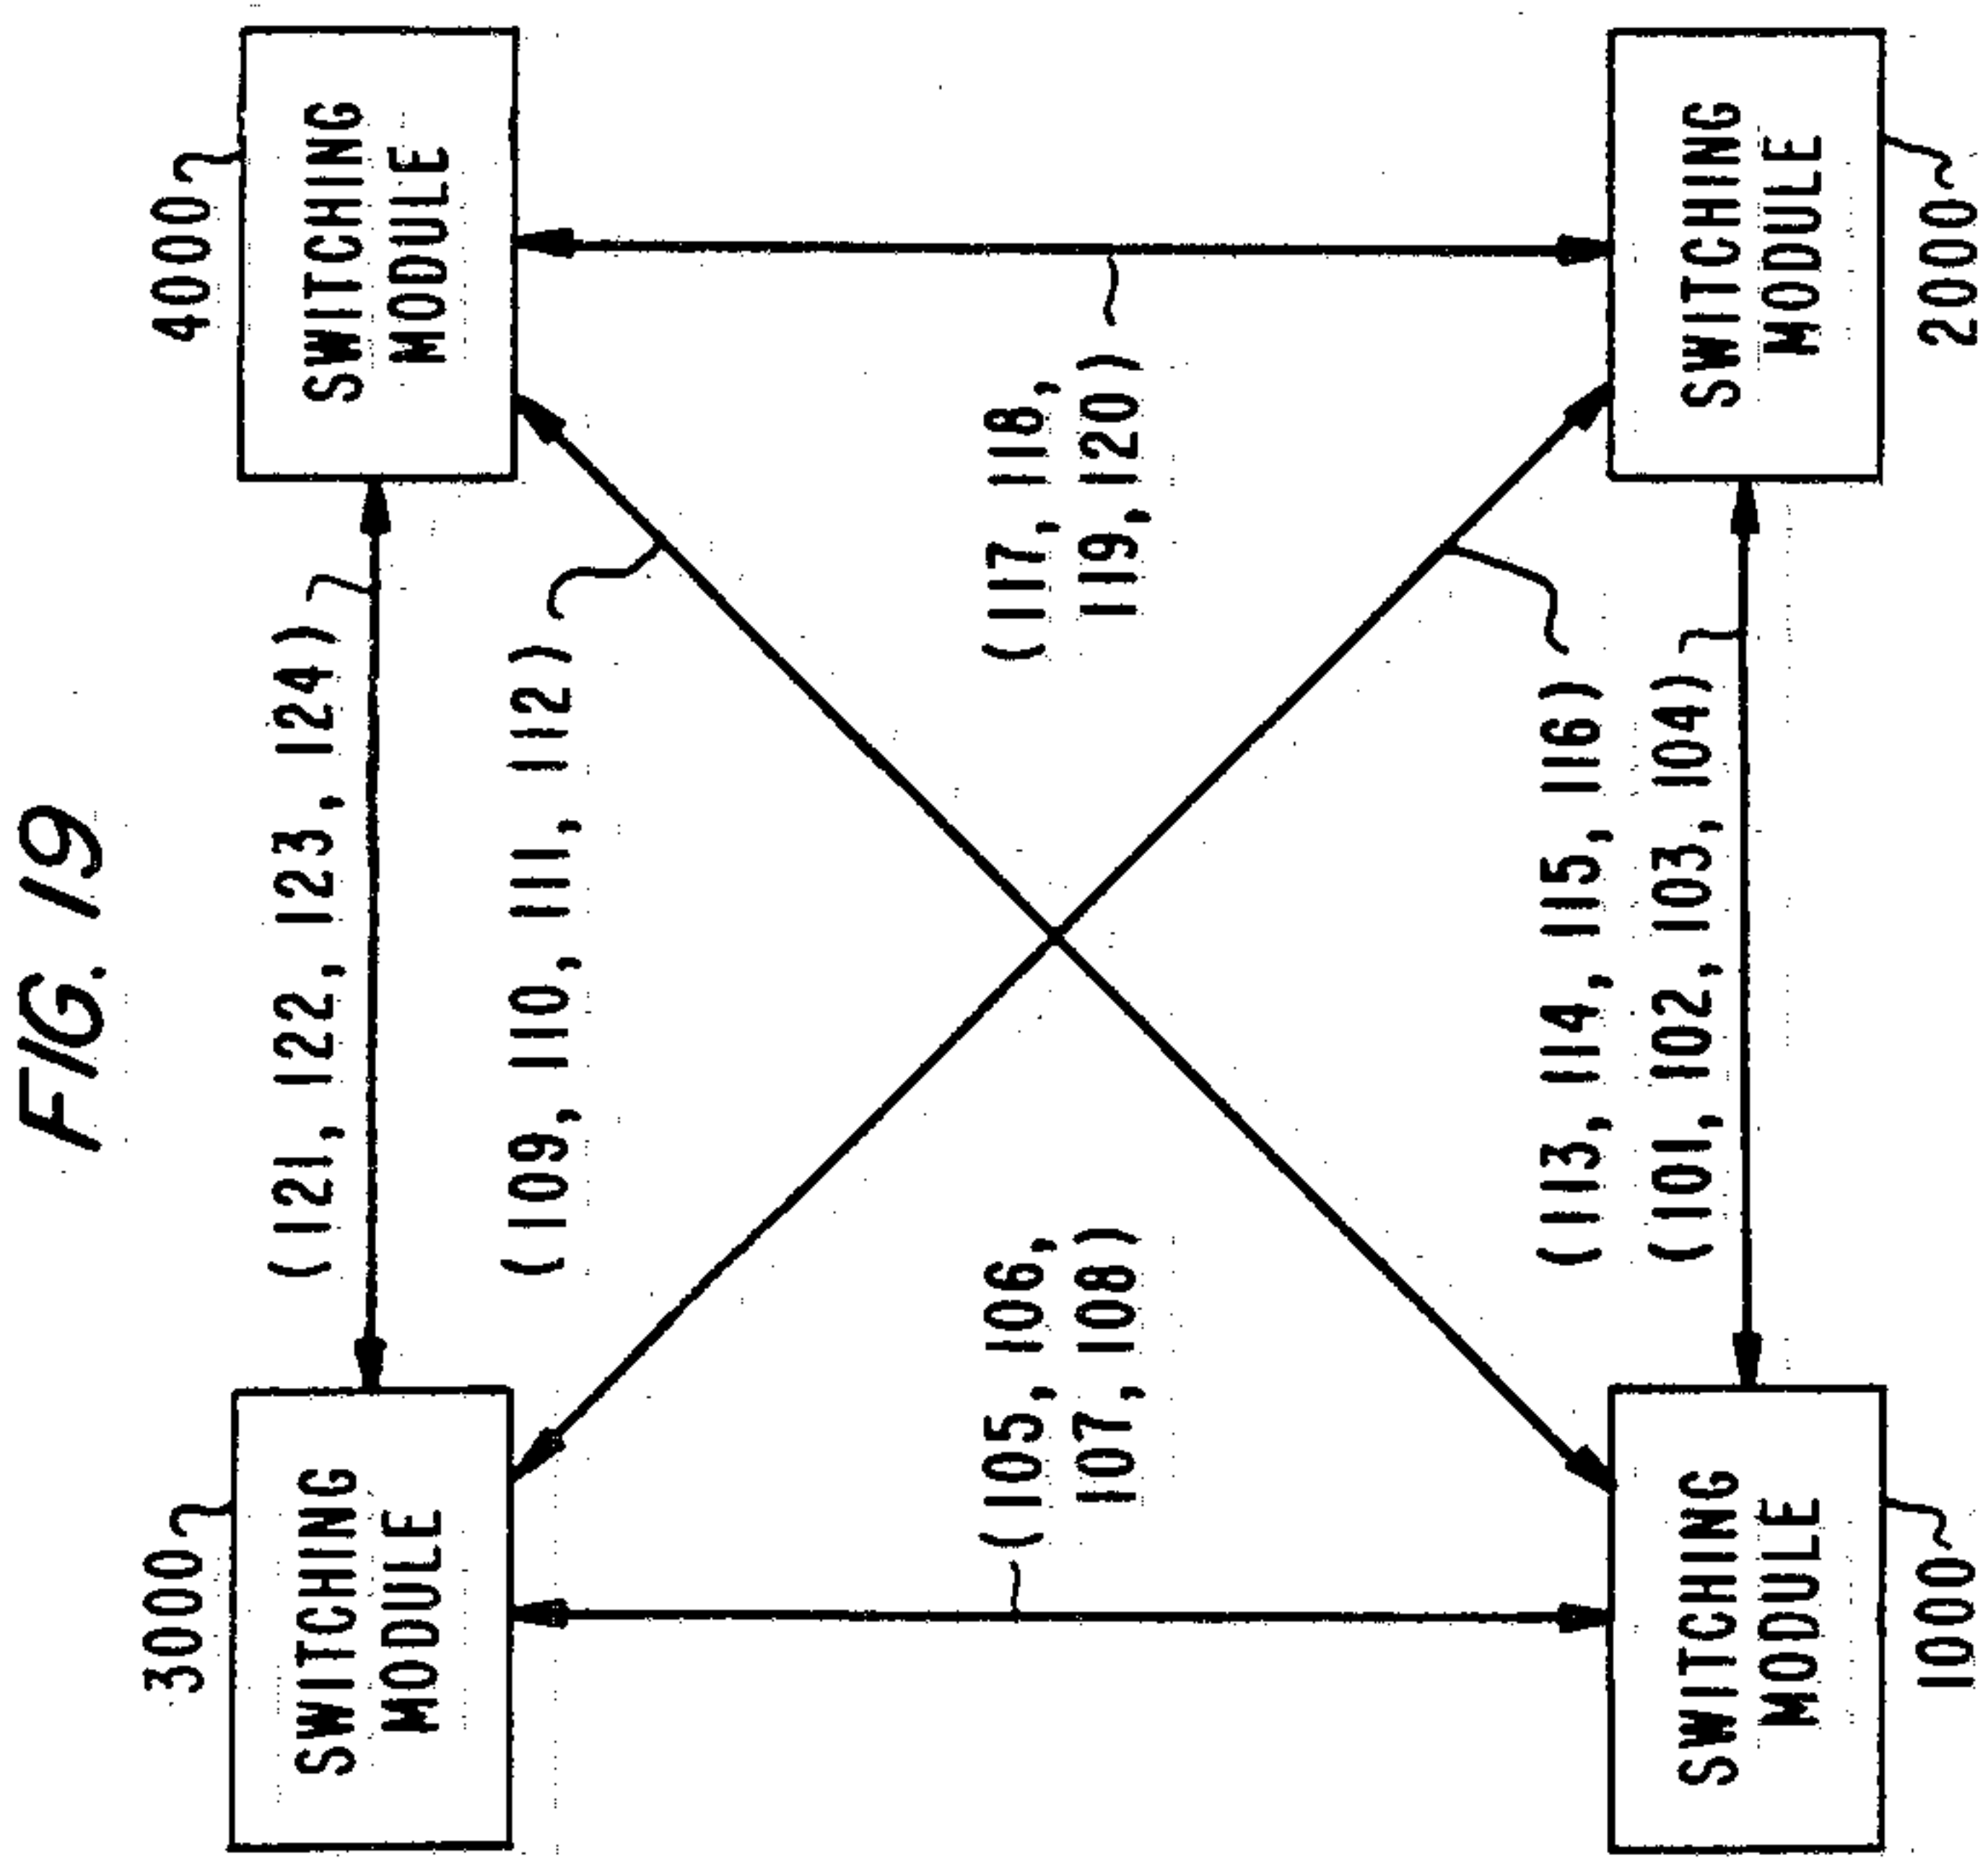 FIG. 19
3000
SWITCHING
MODULE
4000
SWITCHING
MODULE
(121, 122, 123, 124)
(109, 110, 111, 112)
(105, 106,
107, 108)
(117, 118,
119, 120)
(113, 114, 115, 116)
(101, 102, 103, 104)
SWITCHING
MODULE
1000
SWITCHING
MODULE
2000